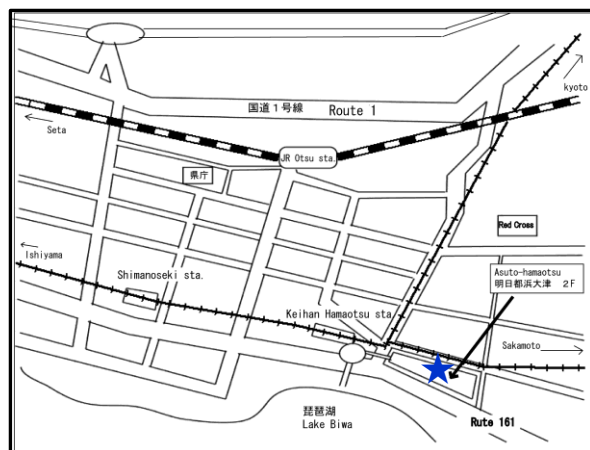 kyoto
国道１号線 Route 1
Seta
JR Otsu sta.
県庁
Red Cross
Ishiyama
Shimanoseki sta.
Asuto-hamaotsu
明日都浜大津 ２F
Keihan Hamaotsu sta.
Sakamoto
琵琶湖
Lake Biwa
Rute 161